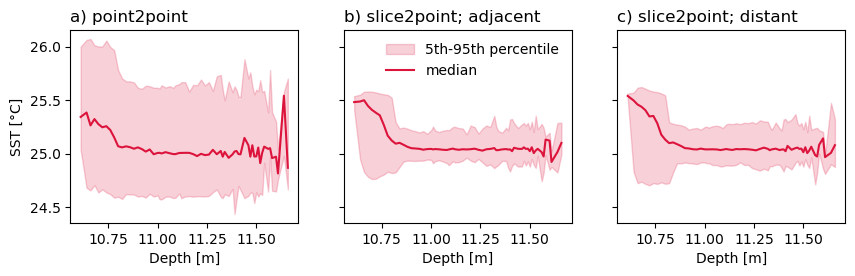 a) point2point
b) slice2point; adjacent
c) slice2point; distant
5th-95th percentile
median
SST [°C]
26.0
25.5
25.0
24.5
10.75 11.00 11.25 11.50
10.75 11.00 11.25 11.50
10.75 11.00 11.25 11.50
Depth [m]
Depth [m]
Depth [m]